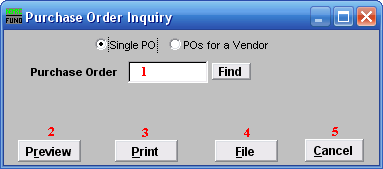 FUND
Purchase Order Inquiry
Single PO POs for a Vendor
Purchase Order 1 Find
2 3 4 5
Preview Print File Cancel